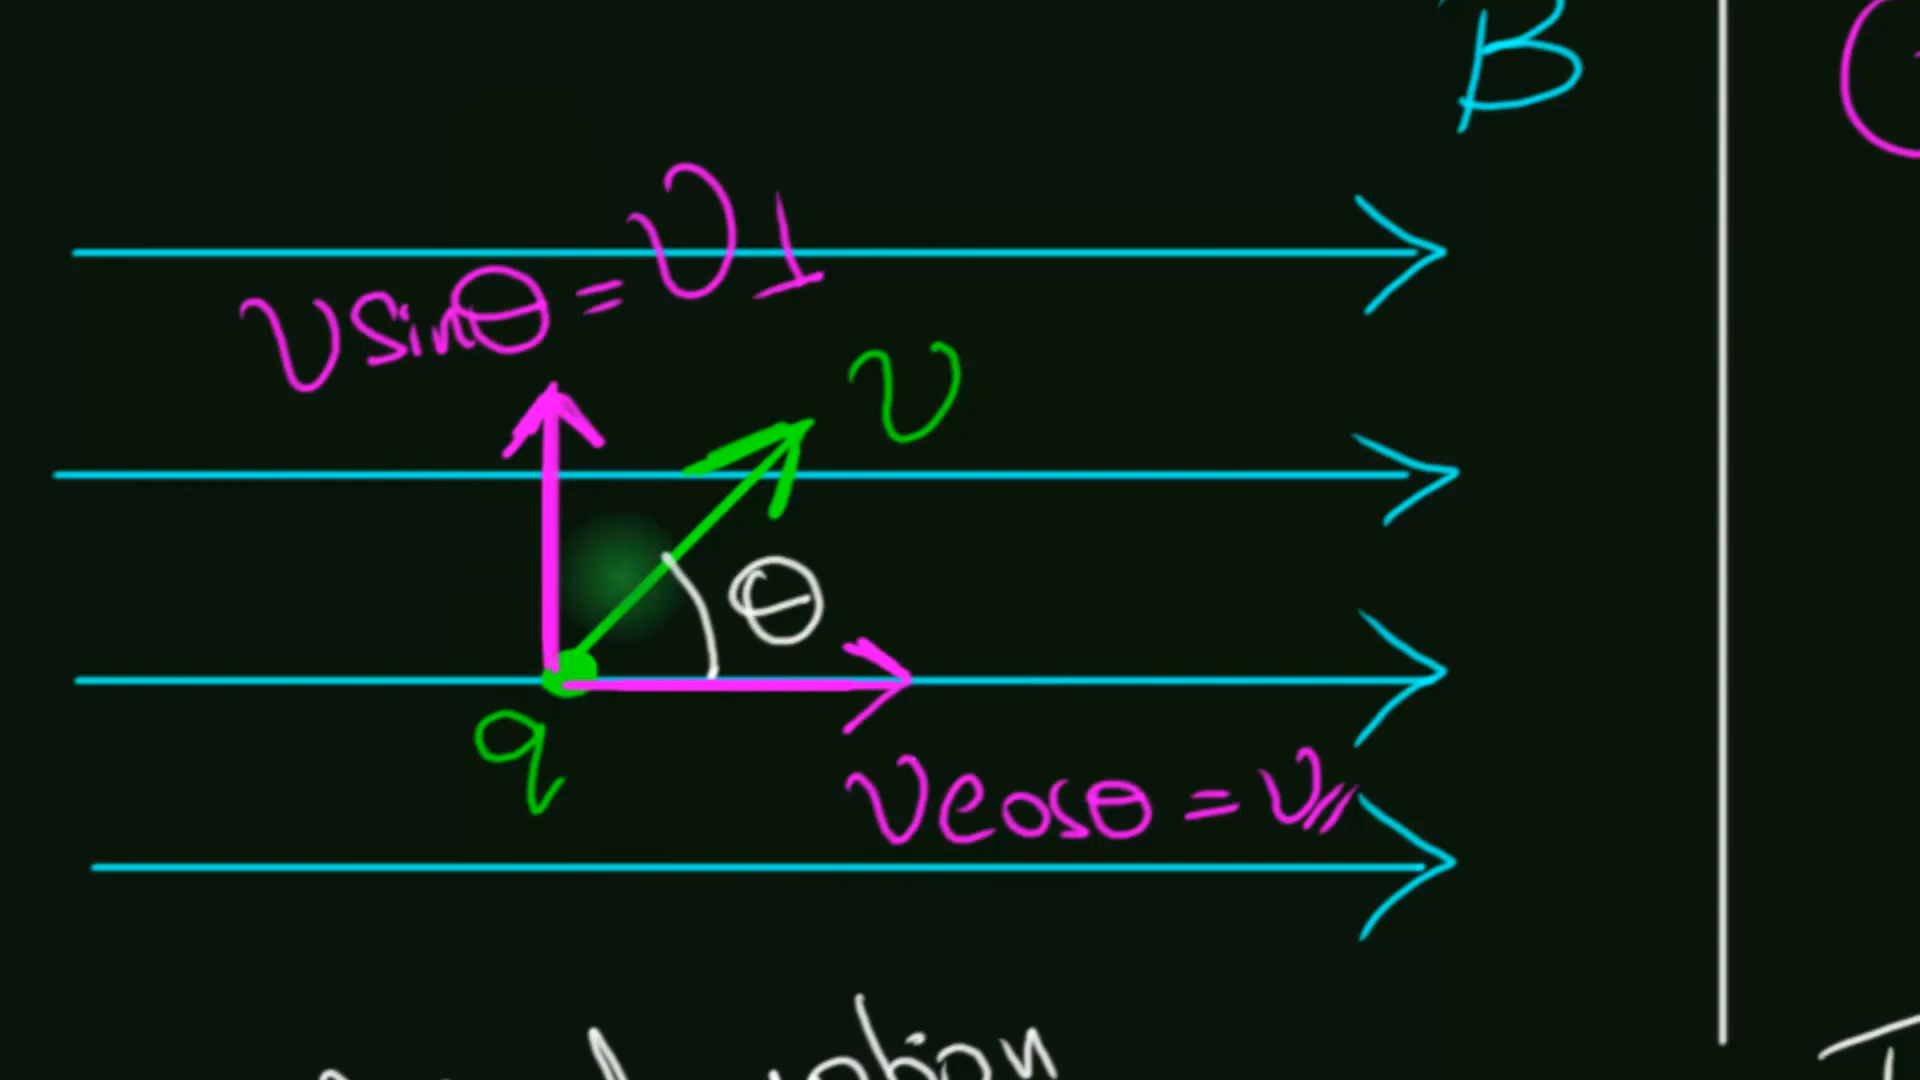 B
v sinθ = v⊥
v
θ
q
v cosθ = v//